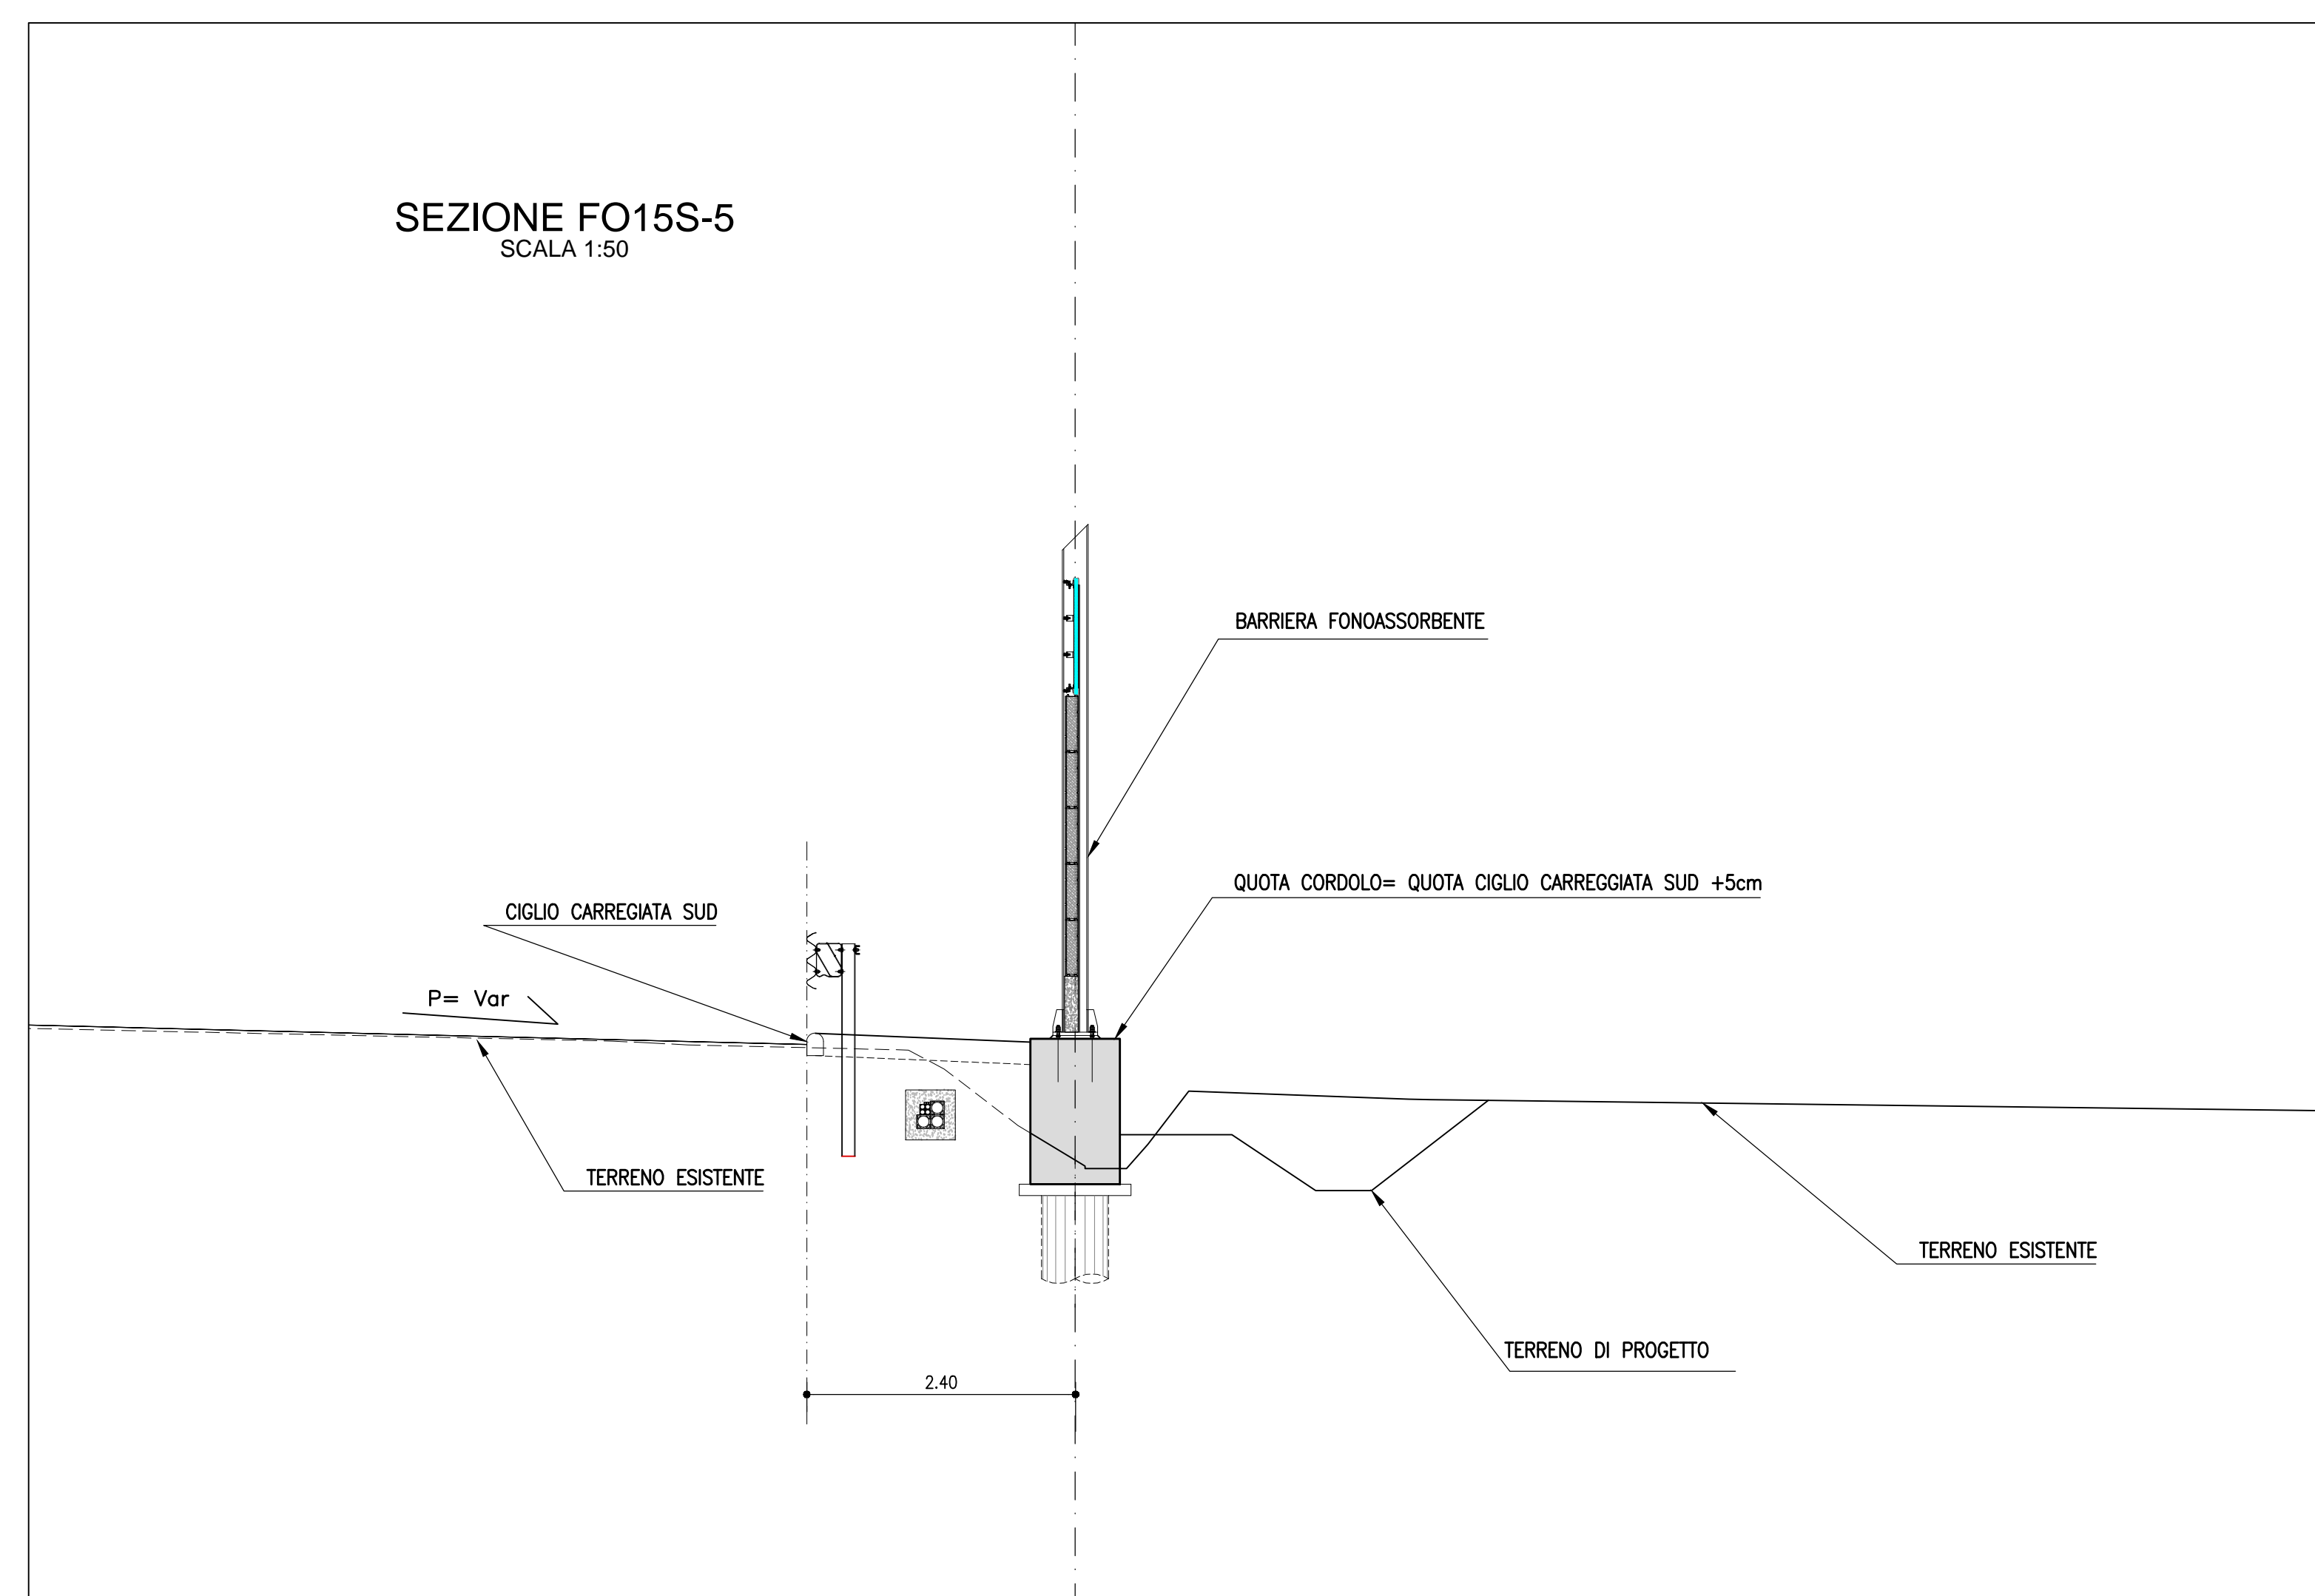 SEZIONE FO15S-5
SCALA 1:50
BARRIERA FONOASSORBENTE
QUOTA CORDOLO= QUOTA CIGLIO CARREGGIATA SUD +5cm
CIGLIO CARREGIATA SUD
P= Var
TERRENO ESISTENTE
TERRENO ESISTENTE
TERRENO DI PROGETTO
2.40